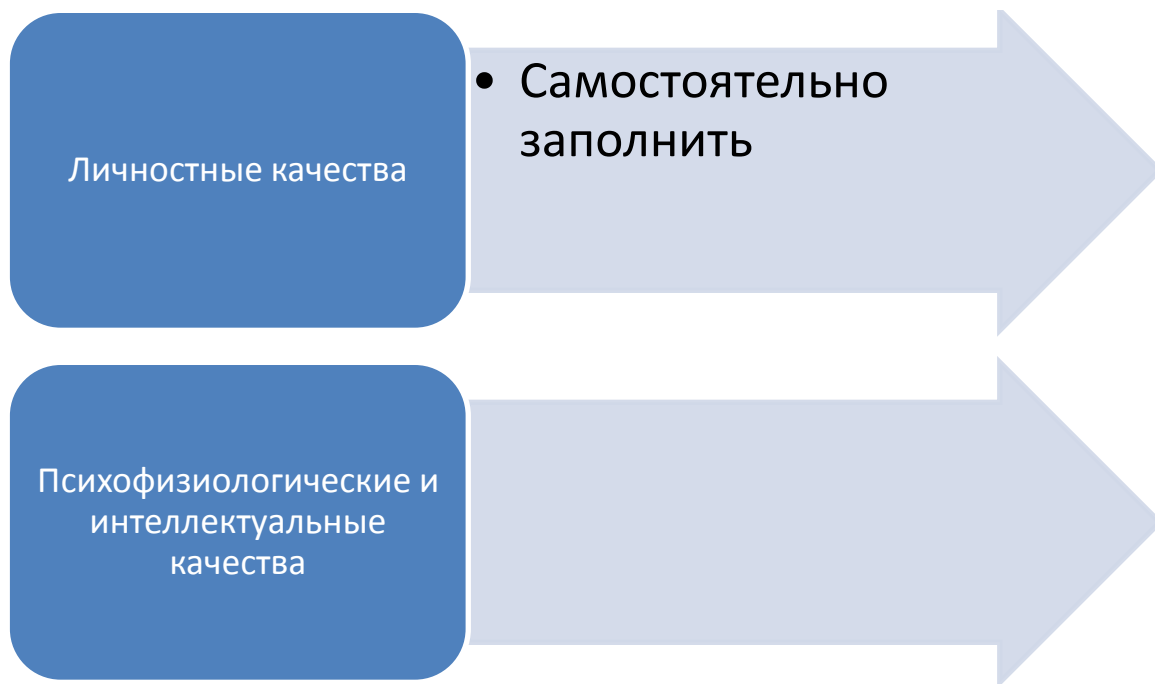 Личностные качества
• Самостоятельно
заполнить
Психофизиологические и
интеллектуальные
качества